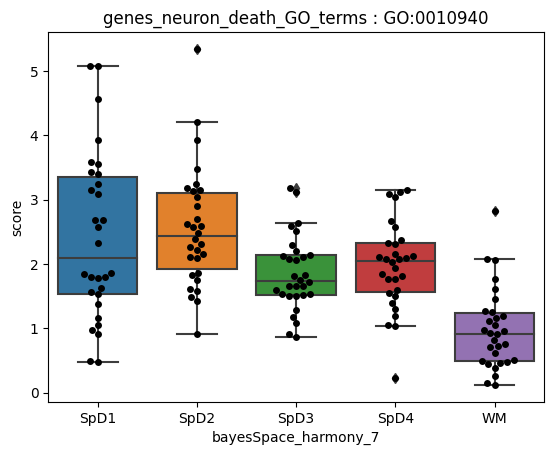 genes_neuron_death_GO_terms : GO:0010940
5
4
3
2
1
0
score
SpD1 SpD2 SpD3 SpD4 WM
bayesSpace_harmony_7